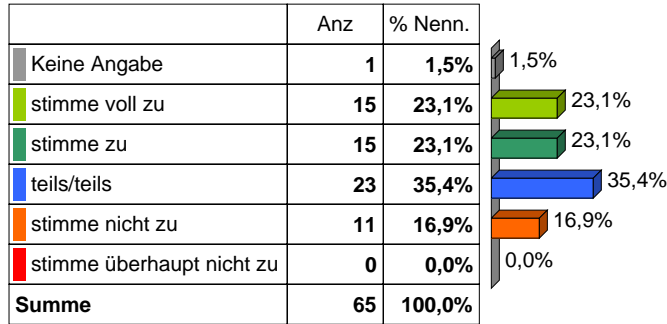 Anz % Nenn.
Keine Angabe 1 1,5% 1,5%
stimme voll zu 15 23,1% 23,1%
stimme zu 15 23,1% 23,1%
teils/teils 23 35,4% 35,4%
stimme nicht zu 11 16,9% 16,9%
stimme überhaupt nicht zu 0 0,0% 0,0%
Summe 65 100,0%